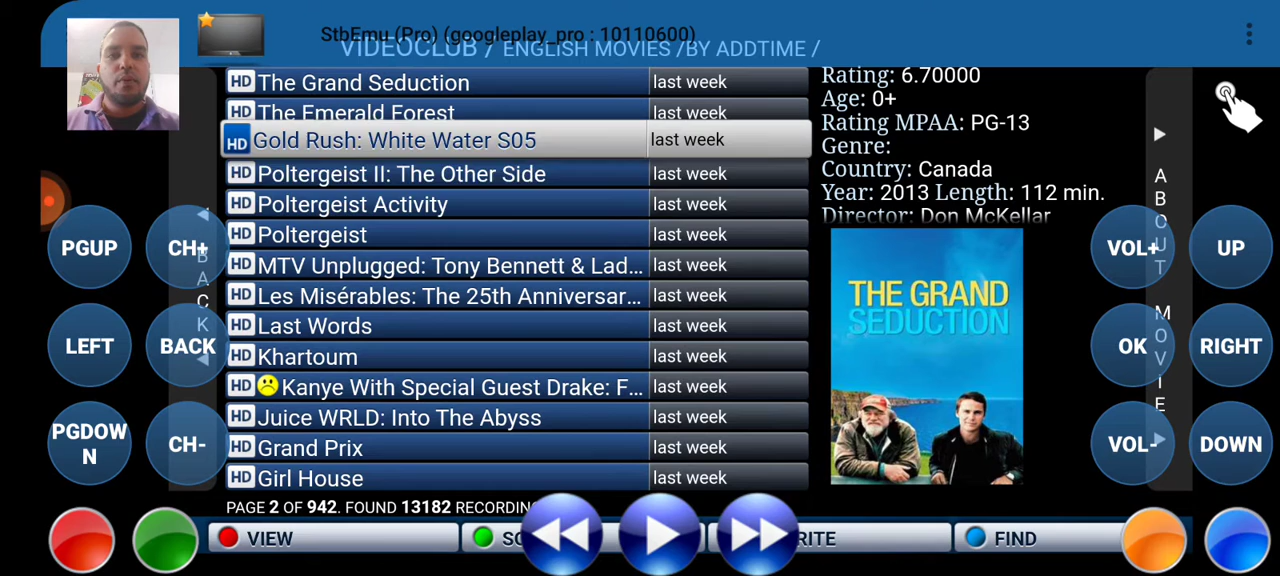 StbEmu (Pro) (googleplay_pro : 10110600)
VIDEOCLUB / ENGLISH MOVIES /BY ADDTIME /
HD The Grand Seduction last week
HD The Emerald Forest last week
HD Gold Rush: White Water S05 last week
HD Poltergeist II: The Other Side last week
HD Poltergeist Activity last week
HD Poltergeist last week
HD MTV Unplugged: Tony Bennett & Lad... last week
HD Les Misérables: The 25th Anniversar... last week
HD Last Words last week
HD Khartoum last week
HD Kanye With Special Guest Drake: F... last week
HD Juice WRLD: Into The Abyss last week
HD Grand Prix last week
HD Girl House last week
PAGE 2 OF 942. FOUND 13182 RECORDIN
Rating: 6.70000
Age: 0+
Rating MPAA: PG-13
Genre:
Country: Canada
Year: 2013 Length: 112 min.
Director: Don McKellar
THE GRAND
SEDUCTION
PGUP
CH+
LEFT
BACK
PGDOW
N
CH-
BACK
VOL+
UP
OK
RIGHT
VOL-
DOWN
ABOUT MOVIE
VIEW
SO
RITE
FIND